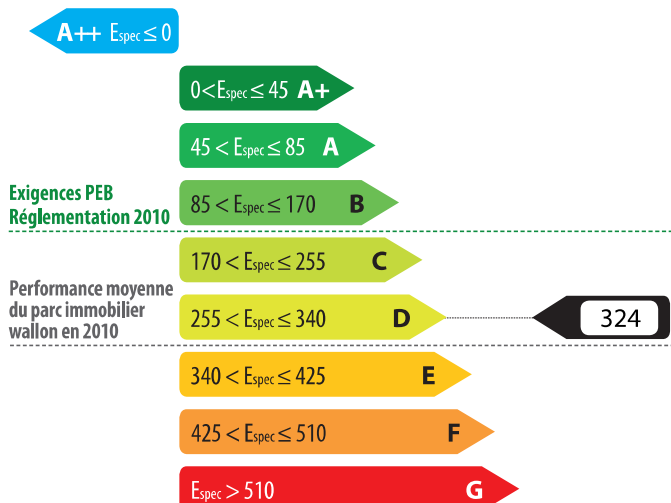 A++ Espec ≤ 0
0 < Espec ≤ 45 A+
45 < Espec ≤ 85 A
Exigences PEB
Réglementation 2010
85 < Espec ≤ 170 B
170 < Espec ≤ 255 C
Performance moyenne
du parc immobilier
wallon en 2010
255 < Espec ≤ 340 D
324
340 < Espec ≤ 425 E
425 < Espec ≤ 510 F
Espec > 510 G